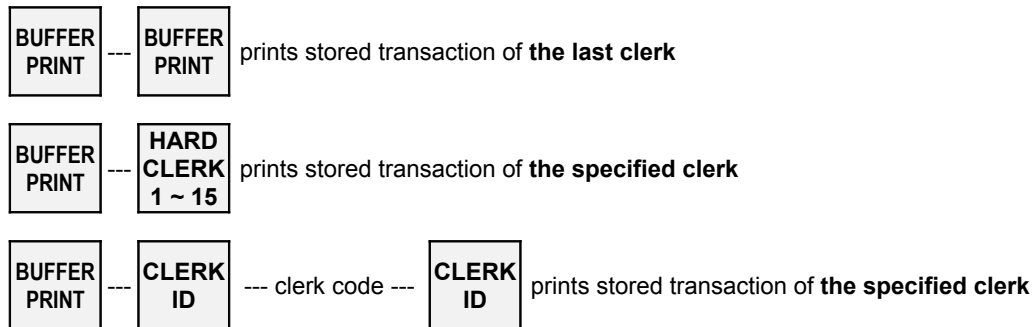 BUFFER PRINT --- BUFFER PRINT prints stored transaction of the last clerk
BUFFER PRINT --- HARD CLERK 1 ~ 15 prints stored transaction of the specified clerk
BUFFER PRINT --- CLERK ID --- clerk code --- CLERK ID prints stored transaction of the specified clerk